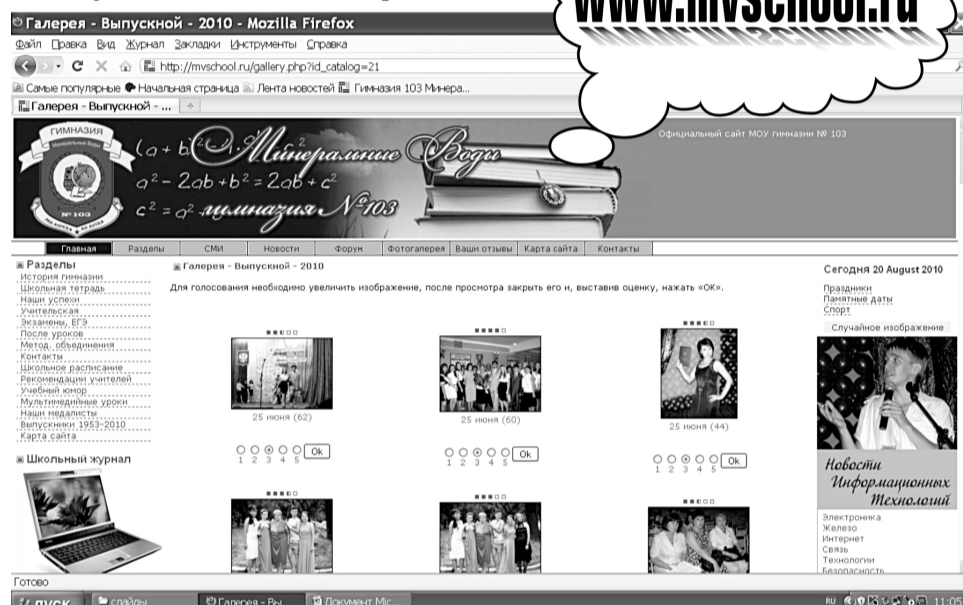 www.mvschool.ru
Галерея - Выпускной - 2010 - Mozilla Firefox
Файл Правка Вид Журнал Закладки Инструменты Справка
http://mvschool.ru/gallery.php?id_catalog=21
Самые популярные Начальная страница Лента новостей Гимназия 103 Минера...
Галерея - Выпускной - ...
ГИМНАЗИЯ
Минеральные Воды
№ 103
Минеральные Воды
гимназия №103
a² - 2ab + b² = 2ab + c²
Официальный сайт МОУ гимназии № 103
Главная Разделы СМИ Новости Форум Фотогалерея Ваши отзывы Карта сайта Контакты
Разделы
История гимназии
Школьная тетрадь
Наши успехи
Учительская
Экзамены, ЕГЭ
После уроков
Метод. объединения
Контакты
Школьное расписание
Рекомендации учителей
Учебный юмор
Мультимедийные уроки
Наши медалисты
Выпускники 1953-2010
Карта сайта
Школьный журнал
Галерея - Выпускной - 2010
Для голосования необходимо увеличить изображение, после просмотра закрыть его и, выставив оценку, нажать «ОК».
25 июня (62)
1 2 3 4 5 Ok
25 июня (60)
1 2 3 4 5 Ok
25 июня (44)
1 2 3 4 5 Ok
Сегодня 20 August 2010
Праздники
Памятные даты
Спорт
Случайное изображение
Новости
Информационных
Технологий
Электроника
Железо
Интернет
Связь
Технологии
Безопасность
Готово
пуск слайды Галерея - Вы... Документ Mic... RU 11:05